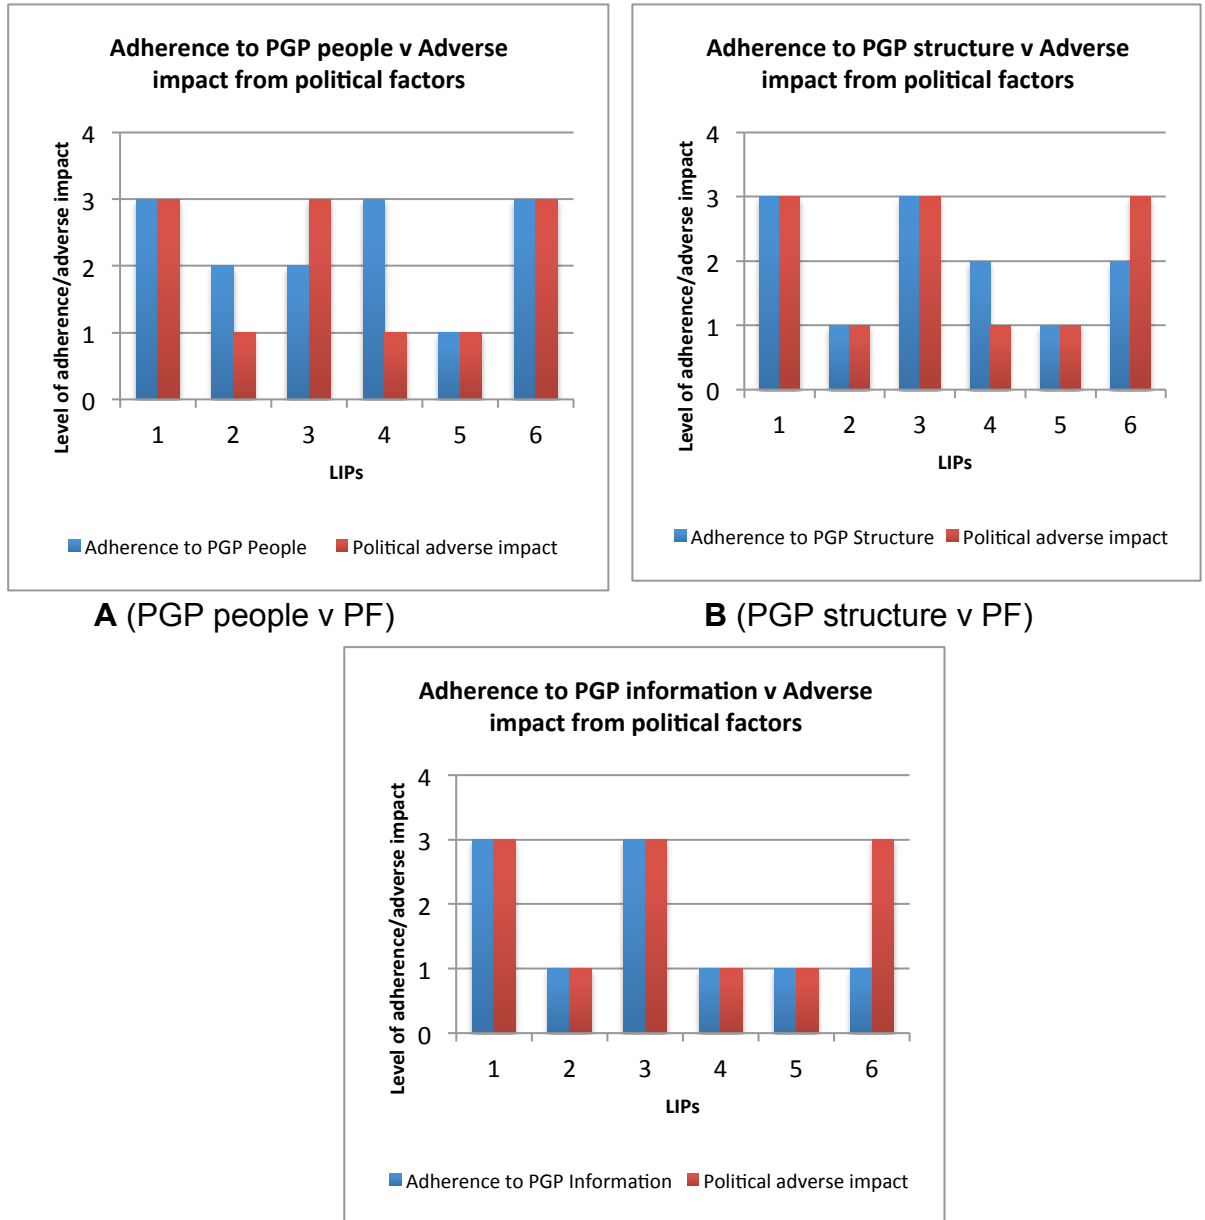 Adherence to PGP people v Adverse
impact from political factors
Level of adherence/adverse impact
4
3
2
1
0
1 2 3 4 5 6
LIPs
Adherence to PGP People Political adverse impact
A (PGP people v PF)
Adherence to PGP structure v Adverse
impact from political factors
Level of adherence/adverse impact
4
3
2
1
0
1 2 3 4 5 6
LIPs
Adherence to PGP Structure Political adverse impact
B (PGP structure v PF)
Adherence to PGP information v Adverse
impact from political factors
Level of adherence/adverse impact
4
3
2
1
0
1 2 3 4 5 6
LIPs
Adherence to PGP Information Political adverse impact